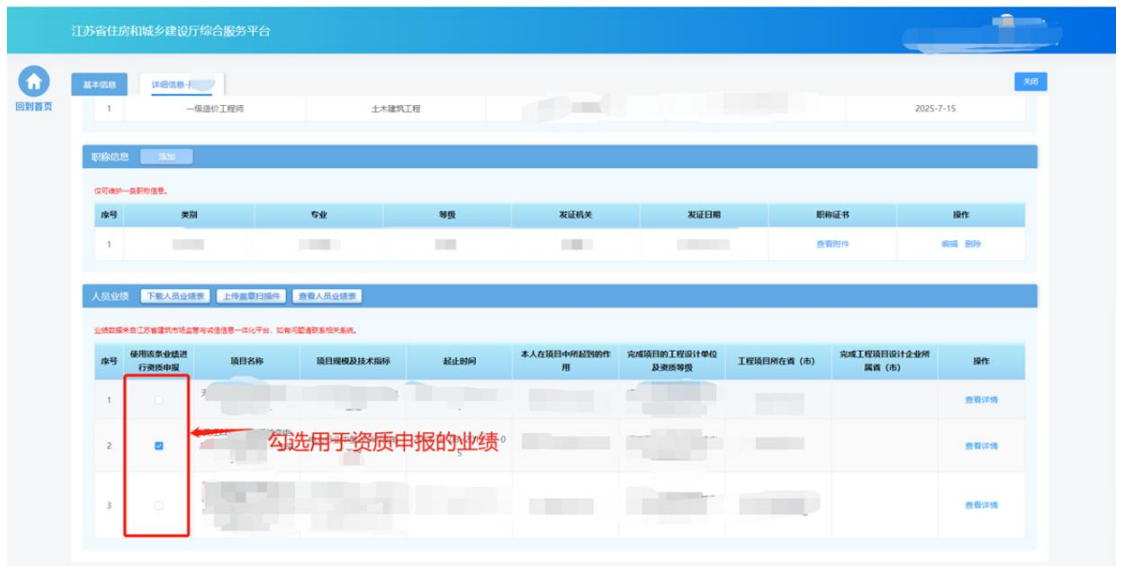 江苏省住房和城乡建设厅综合服务平台
回到首页
基本信息 详细信息- 关闭
1 一级造价工程师 土木建筑工程 2025-7-15
职称信息 添加
仅可维护一条职称信息。
序号 类别 专业 等级 发证机关 发证日期 职称证书 操作
1 查看附件 编辑 删除
人员业绩 下载人员业绩表 上传盖章扫描件 查看人员业绩表
业绩数据来自江苏省建筑市场监管与诚信信息一体化平台，如有问题请联系相关系统。
序号 使用该条业绩进行资质申报 项目名称 项目规模及技术指标 起止时间 本人在项目中所起到的作用 完成项目的工程设计单位及资质等级 工程项目所在省（市） 完成工程项目设计企业所属省（市） 操作
1 查看详情
2 查看详情
勾选用于资质申报的业绩
3 查看详情